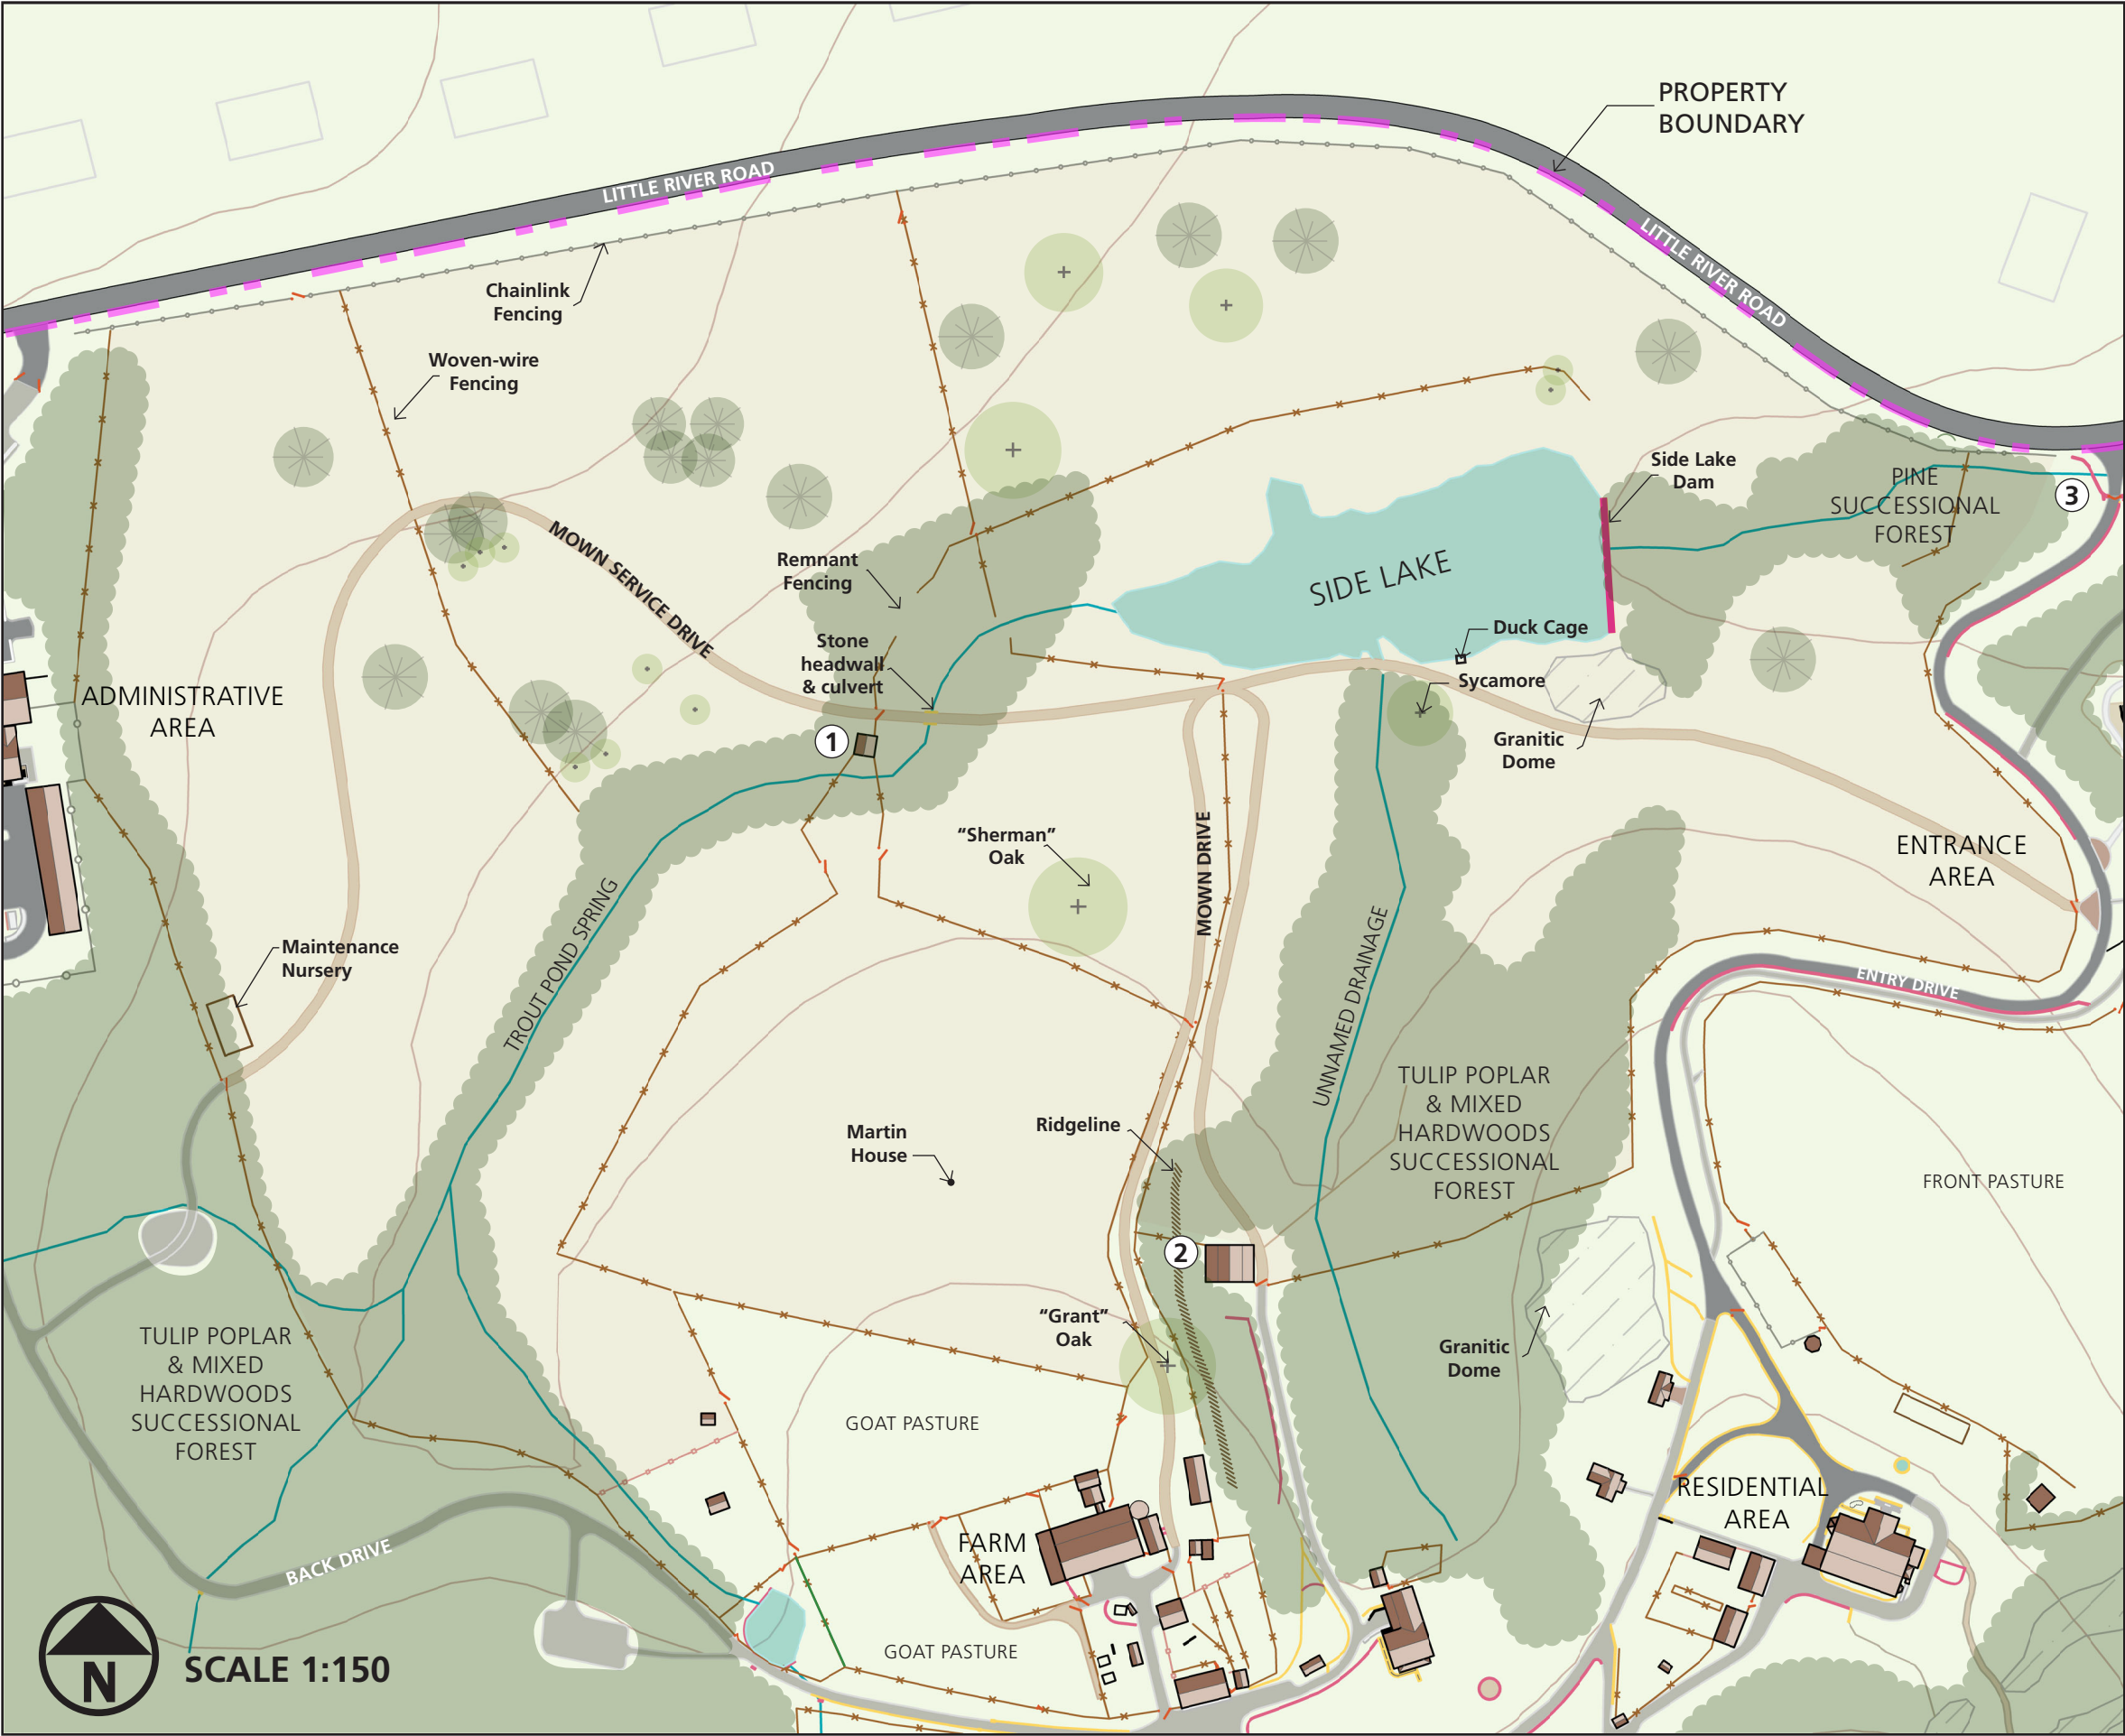 PROPERTY
BOUNDARY
LITTLE RIVER ROAD
LITTLE RIVER ROAD
Chainlink
Fencing
Woven-wire
Fencing
Side Lake
Dam
PINE
SUCCESSIONAL
FOREST
3
MOWN SERVICE DRIVE
Remnant
Fencing
SIDE LAKE
Stone
headwall
& culvert
Duck Cage
Sycamore
ADMINISTRATIVE
AREA
1
Granitic
Dome
"Sherman"
Oak
MOWN DRIVE
ENTRANCE
AREA
TROUT POND SPRING
UNNAMED DRAINAGE
Maintenance
Nursery
ENTRY DRIVE
TULIP POPLAR
& MIXED
HARDWOODS
SUCCESSIONAL
FOREST
Ridgeline
Martin
House
FRONT PASTURE
2
"Grant"
Oak
Granitic
Dome
TULIP POPLAR
& MIXED
HARDWOODS
SUCCESSIONAL
FOREST
GOAT PASTURE
RESIDENTIAL
AREA
FARM
AREA
BACK DRIVE
GOAT PASTURE
N
SCALE 1:150